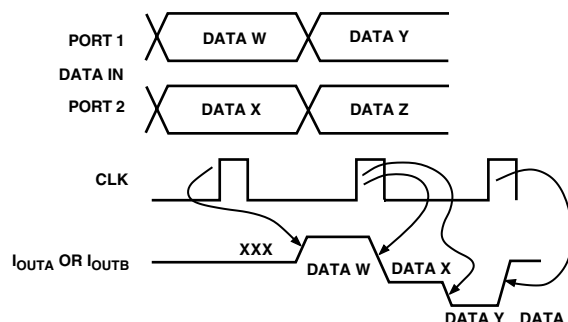 PORT 1
DATA W
DATA Y
DATA IN
PORT 2
DATA X
DATA Z
CLK
XXX
IOUTA OR IOUTB
DATA W
DATA X
DATA Y
DATA